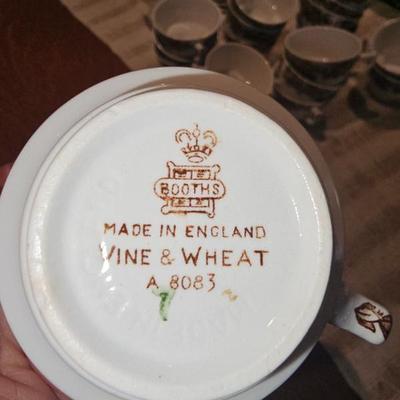 BOOTHS
MADE IN ENGLAND
VINE & WHEAT
A 8083